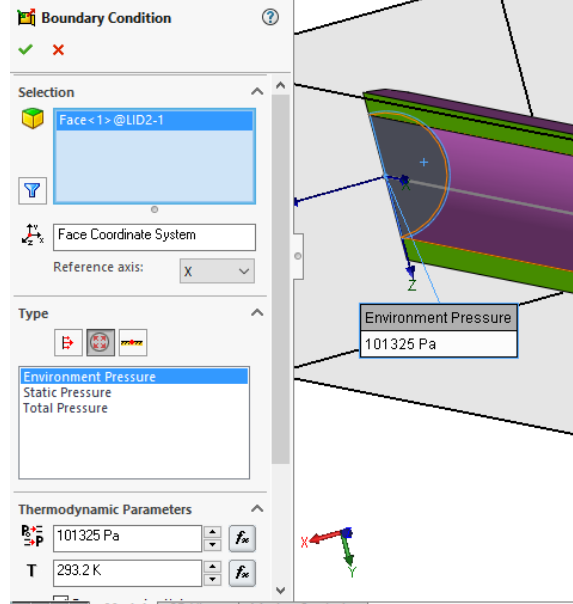 Boundary Condition
Selection
Face<1>@LID2-1
Face Coordinate System
Reference axis: X
Type
Environment Pressure
Static Pressure
Total Pressure
Thermodynamic Parameters
101325 Pa
T 293.2 K
Z
Environment Pressure
101325 Pa
X
Y